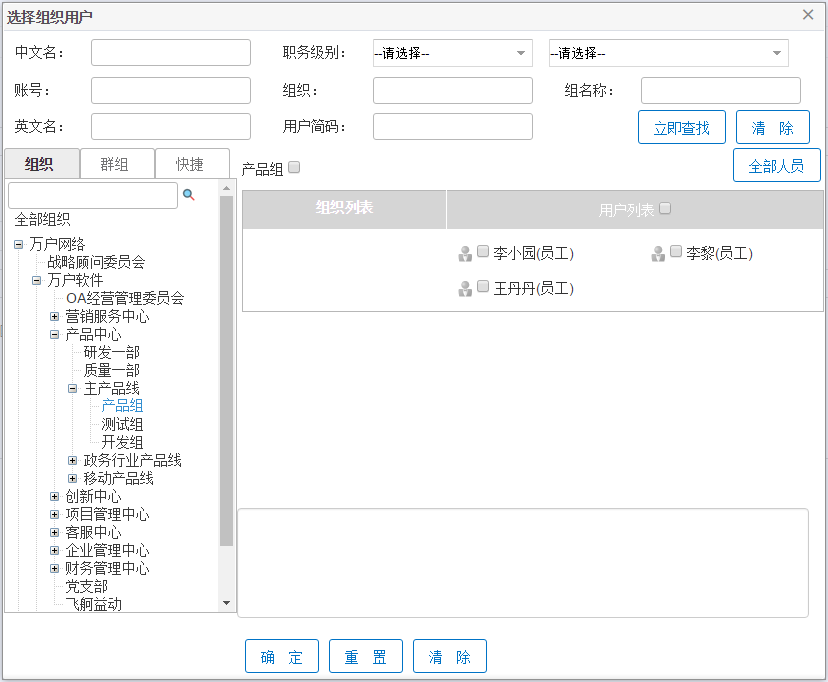 选择组织用户
中文名： 职务级别： --请选择-- --请选择--
账号： 组织： 组名称：
英文名： 用户简码： 立即查找 清 除
组织 群组 快捷 产品组 全部人员
组织列表 用户列表
李小园(员工) 李黎(员工)
王丹丹(员工)
全部组织
万户网络
战略顾问委员会
万户软件
OA经营管理委员会
营销服务中心
产品中心
研发一部
质量一部
主产品线
产品组
测试组
开发组
政务行业产品线
移动产品线
创新中心
项目管理中心
客服中心
企业管理中心
财务管理中心
党支部
飞舸益动
确 定 重 置 清 除